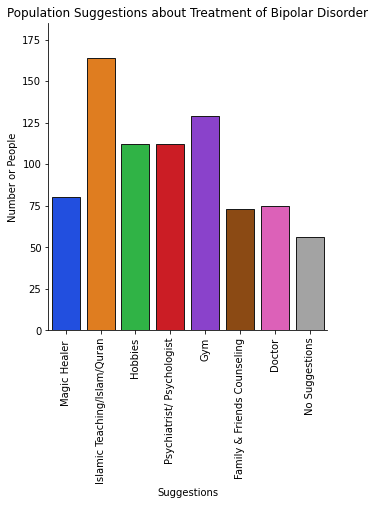 Population Suggestions about Treatment of Bipolar Disorder
175
150
125
100
75
50
25
0
Number or People
Magic Healer
Islamic Teaching/Islam/Quran
Hobbies
Psychiatrist/ Psychologist
Gym
Family & Friends Counseling
Doctor
No Suggestions
Suggestions